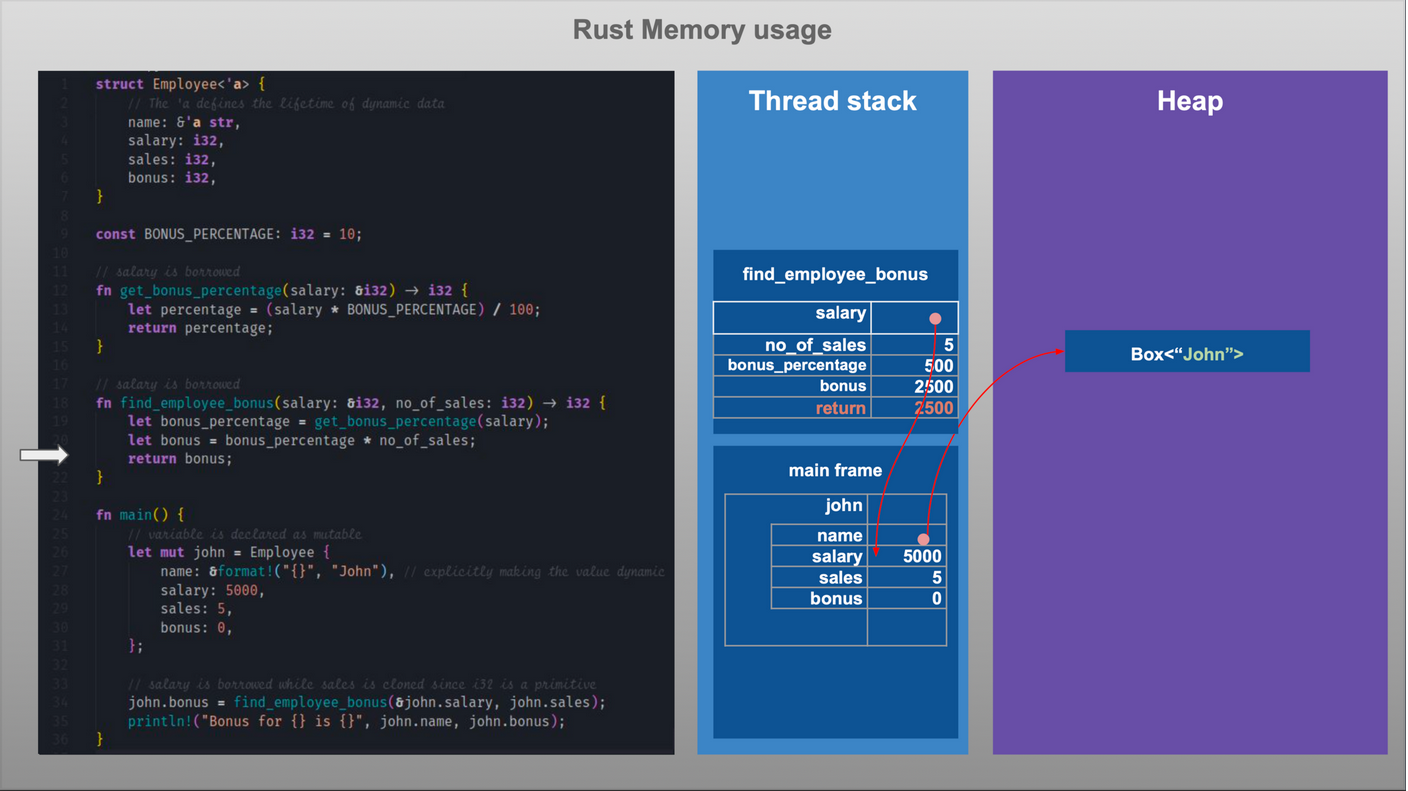 Rust Memory usage
1 struct Employee<'a> {
2 // The 'a defines the lifetime of dynamic data
3 name: &'a str,
4 salary: i32,
5 sales: i32,
6 bonus: i32,
7 }
8
9 const BONUS_PERCENTAGE: i32 = 10;
10
11 // salary is borrowed
12 fn get_bonus_percentage(salary: &i32) → i32 {
13 let percentage = (salary * BONUS_PERCENTAGE) / 100;
14 return percentage;
15 }
16
17 // salary is borrowed
18 fn find_employee_bonus(salary: &i32, no_of_sales: i32) → i32 {
19 let bonus_percentage = get_bonus_percentage(salary);
20 let bonus = bonus_percentage * no_of_sales;
return bonus;
22 }
23
24 fn main() {
25 // variable is declared as mutable
26 let mut john = Employee {
27 name: &format!("{}", "John"), // explicitly making the value dynamic
28 salary: 5000,
29 sales: 5,
30 bonus: 0,
31 };
32
33 // salary is borrowed while sales is cloned since i32 is a primitive
34 john.bonus = find_employee_bonus(&john.salary, john.sales);
35 println!("Bonus for {} is {}", john.name, john.bonus);
36 }
Thread stack
find_employee_bonus
salary
no_of_sales 5
bonus_percentage 500
bonus 2500
return 2500
main frame
john
name
salary 5000
sales 5
bonus 0
Heap
Box<“John”>